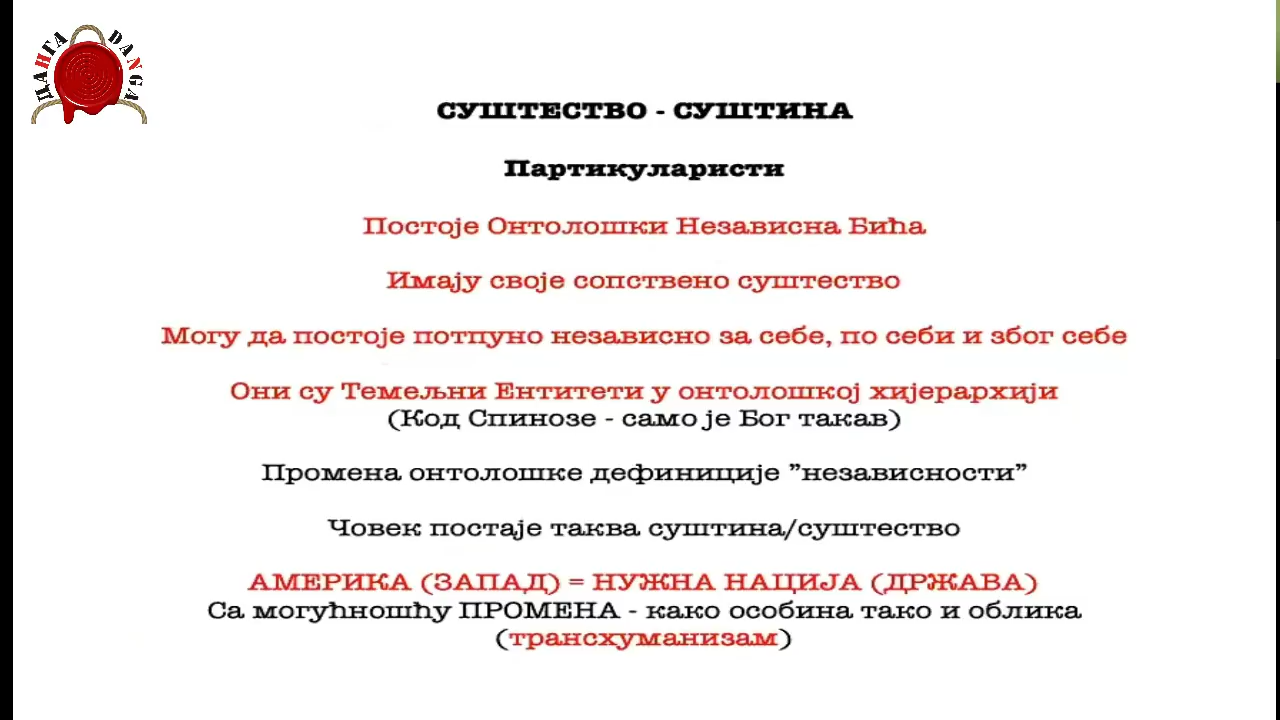 ДАНГА DANGA
СУШТЕСТВО - СУШТИНА
Партикуларисти
Постоје Онтолошки Независна Бића
Имају своје сопствено суштество
Могу да постоје потпуно независно за себе, по себи и због себе
Они су Темељни Ентитети у онтолошкој хијерархији
(Код Спинозе - само је Бог такав)
Промена онтолошке дефиниције ”независности”
Човек постаје таква суштина/суштество
АМЕРИКА (ЗАПАД) = НУЖНА НАЦИЈА (ДРЖАВА)
Са могућношћу ПРОМЕНА - како особина тако и облика
(трансхуманизам)